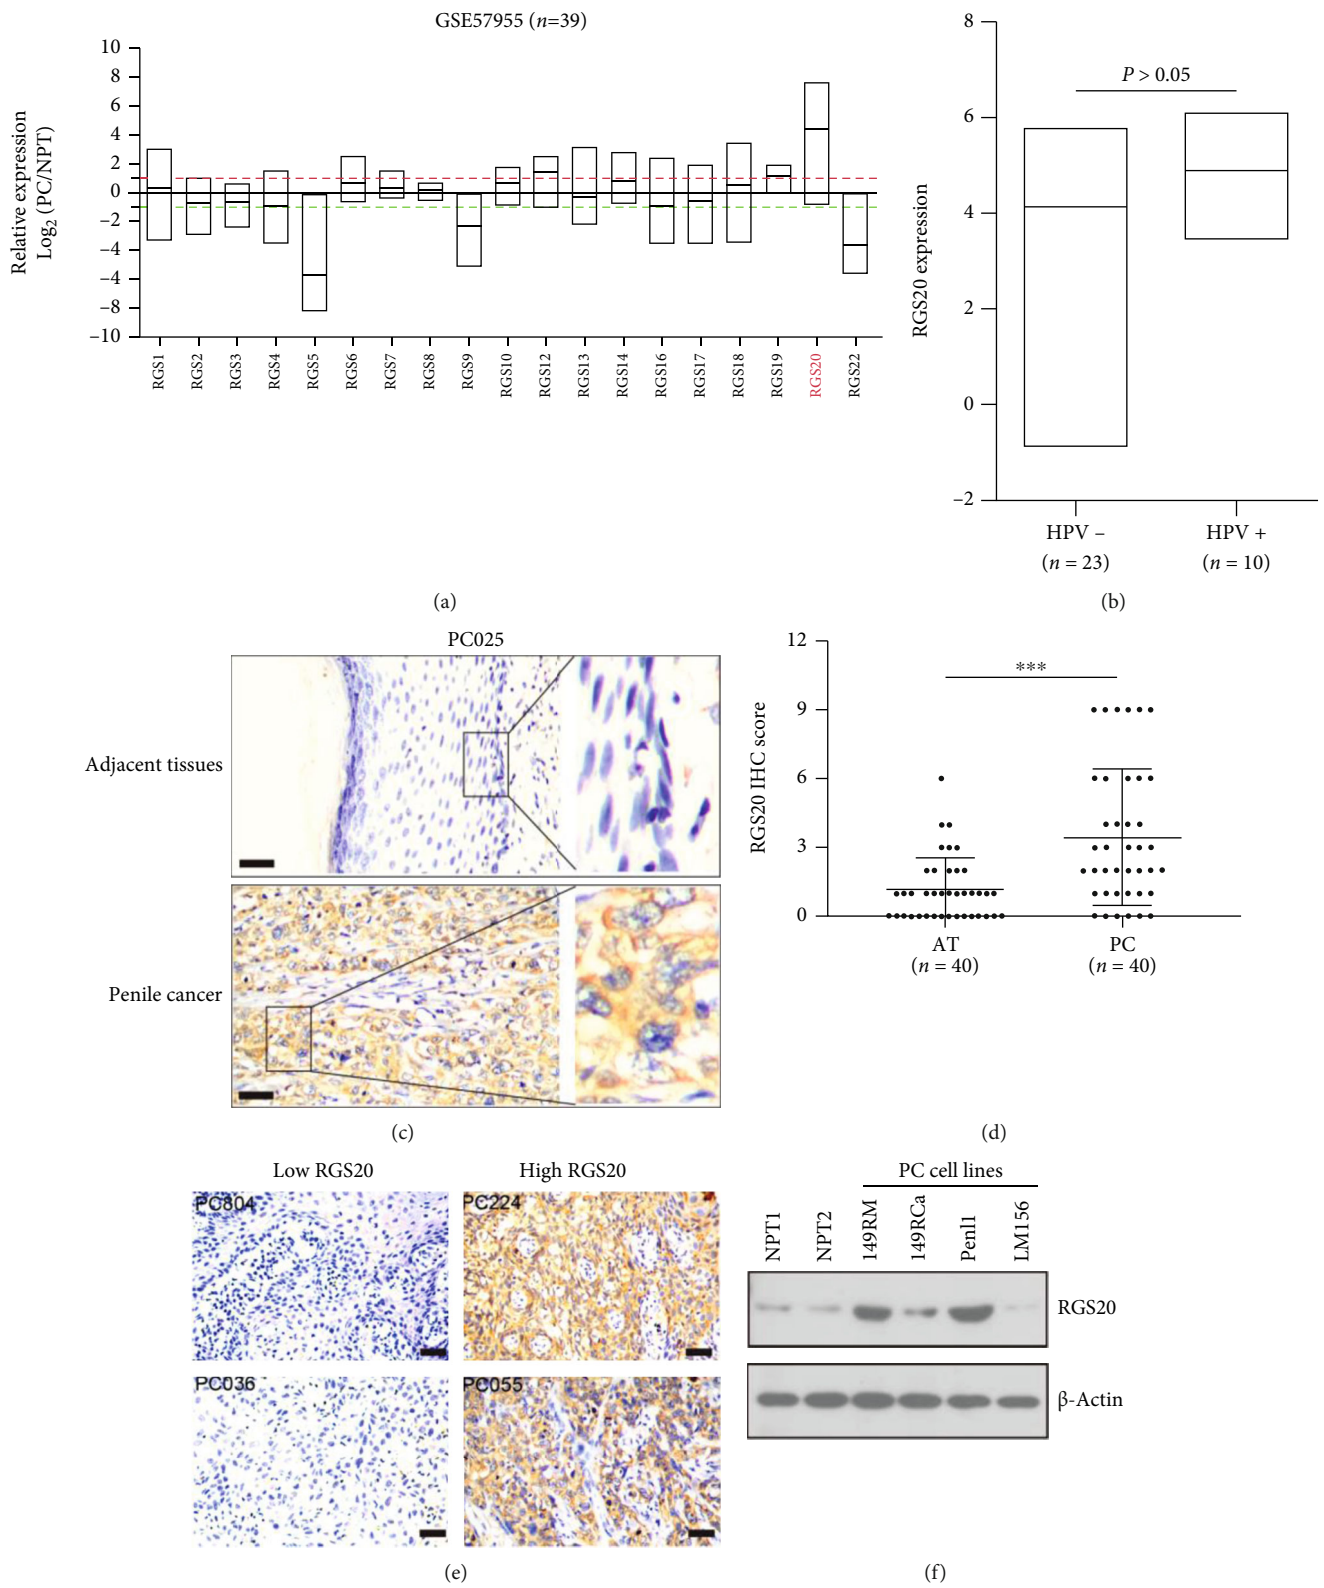 GSE57955 (n=39)
Relative expression
Log2 (PC/NPT)
10
8
6
4
2
0
−2
−4
−6
−8
−10
RGS1
RGS2
RGS3
RGS4
RGS5
RGS6
RGS7
RGS8
RGS9
RGS10
RGS12
RGS13
RGS14
RGS16
RGS17
RGS18
RGS19
RGS20
RGS22
(a)
RGS20 expression
8
6
4
2
0
−2
P > 0.05
HPV −
(n = 23)
HPV +
(n = 10)
(b)
PC025
Adjacent tissues
Penile cancer
(c)
RGS20 IHC score
12
9
6
3
0
***
AT
(n = 40)
PC
(n = 40)
(d)
Low RGS20
High RGS20
PC804
PC224
PC036
PC055
(e)
PC cell lines
NPT1
NPT2
149RM
149RCa
Penl1
LM156
RGS20
β-Actin
(f)